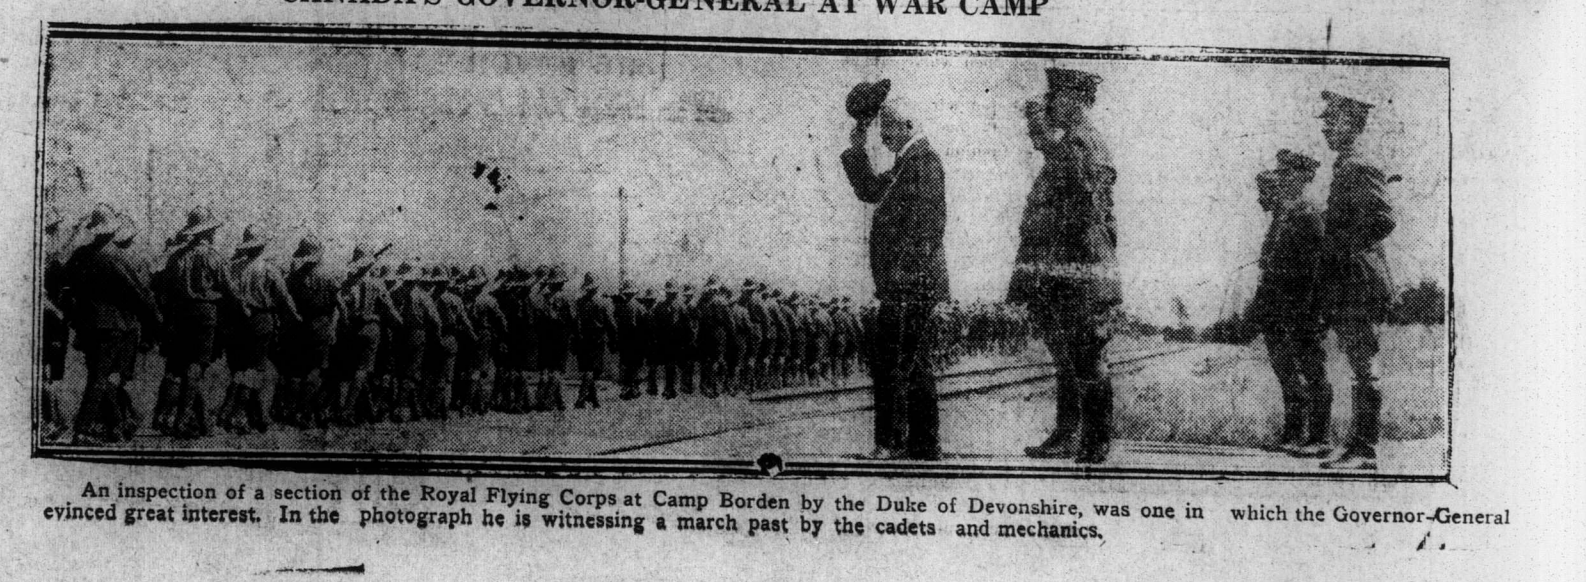 CANADA'S GOVERNOR-GENERAL AT WAR CAMP
An inspection of a section of the Royal Flying Corps at Camp Borden by the Duke of Devonshire, was one in which the Governor-General
evinced great interest. In the photograph he is witnessing a march past by the cadets and mechanics.